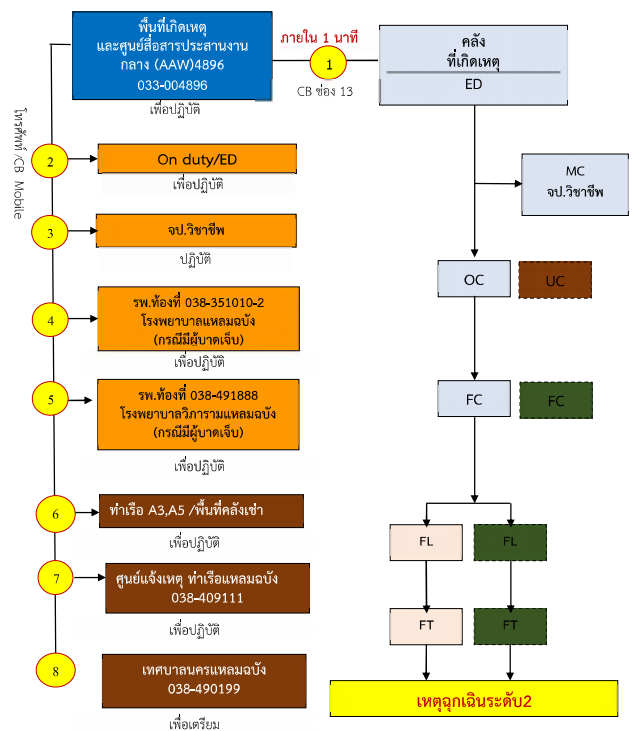 พื้นที่เกิดเหตุ
และศูนย์สื่อสารประสานงาน
กลาง (AAW)4896
033-004896
เพื่อปฏิบัติ
ภายใน 1 นาที
1
CB ช่อง 13
คลัง
ที่เกิดเหตุ
ED
โทรศัพท์ /CB Mobile
2
On duty/ED
เพื่อปฏิบัติ
3
จป.วิชาชีพ
ปฏิบัติ
4
รพ.ท้องที่ 038-351010-2
โรงพยาบาลแหลมฉบัง
(กรณีมีผู้บาดเจ็บ)
เพื่อปฏิบัติ
5
รพ.ท้องที่ 038-491888
โรงพยาบาลวิภารามแหลมฉบัง
(กรณีมีผู้บาดเจ็บ)
เพื่อปฏิบัติ
6
ท่าเรือ A3,A5 /พื้นที่คลังเช่า
เพื่อปฏิบัติ
7
ศูนย์แจ้งเหตุ ท่าเรือแหลมฉบัง
038-409111
เพื่อปฏิบัติ
8
เทศบาลนครแหลมฉบัง
038-490199
เพื่อเตรียม
MC
จป.วิชาชีพ
OC
UC
FC
FC
FL
FL
FT
FT
เหตุฉุกเฉินระดับ2